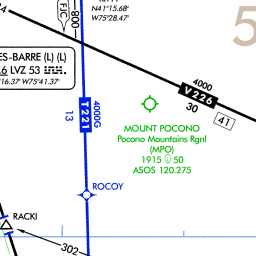 N41°15.68'
W75°28.47'
FJC
800
5
ES-BARRE (L) (L)
.6 LVZ 53
°16.37' W75°41.37'
4000
V226
30
41
T221
4000G
13
MOUNT POCONO
Pocono Mountains Rgnl
(MPO)
1915 50
ASOS 120.275
ROCOY
RACKI
302